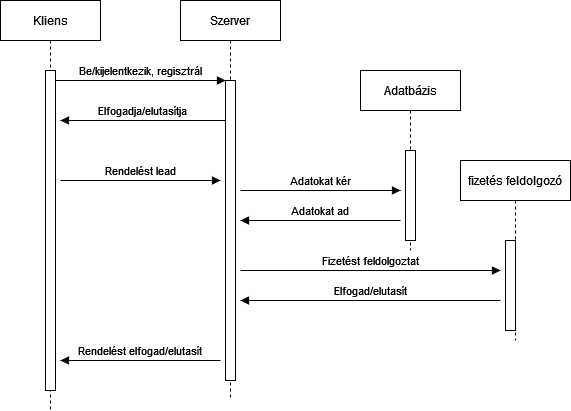 Kliens
Szerver
Be/kijelentkezik, regisztrál
Adatbázis
Elfogadja/elutasítja
Rendelést lead
Adatokat kér
fizetés feldolgozó
Adatokat ad
Fizetést feldolgoztat
Elfogad/elutasít
Rendelést elfogad/elutasít